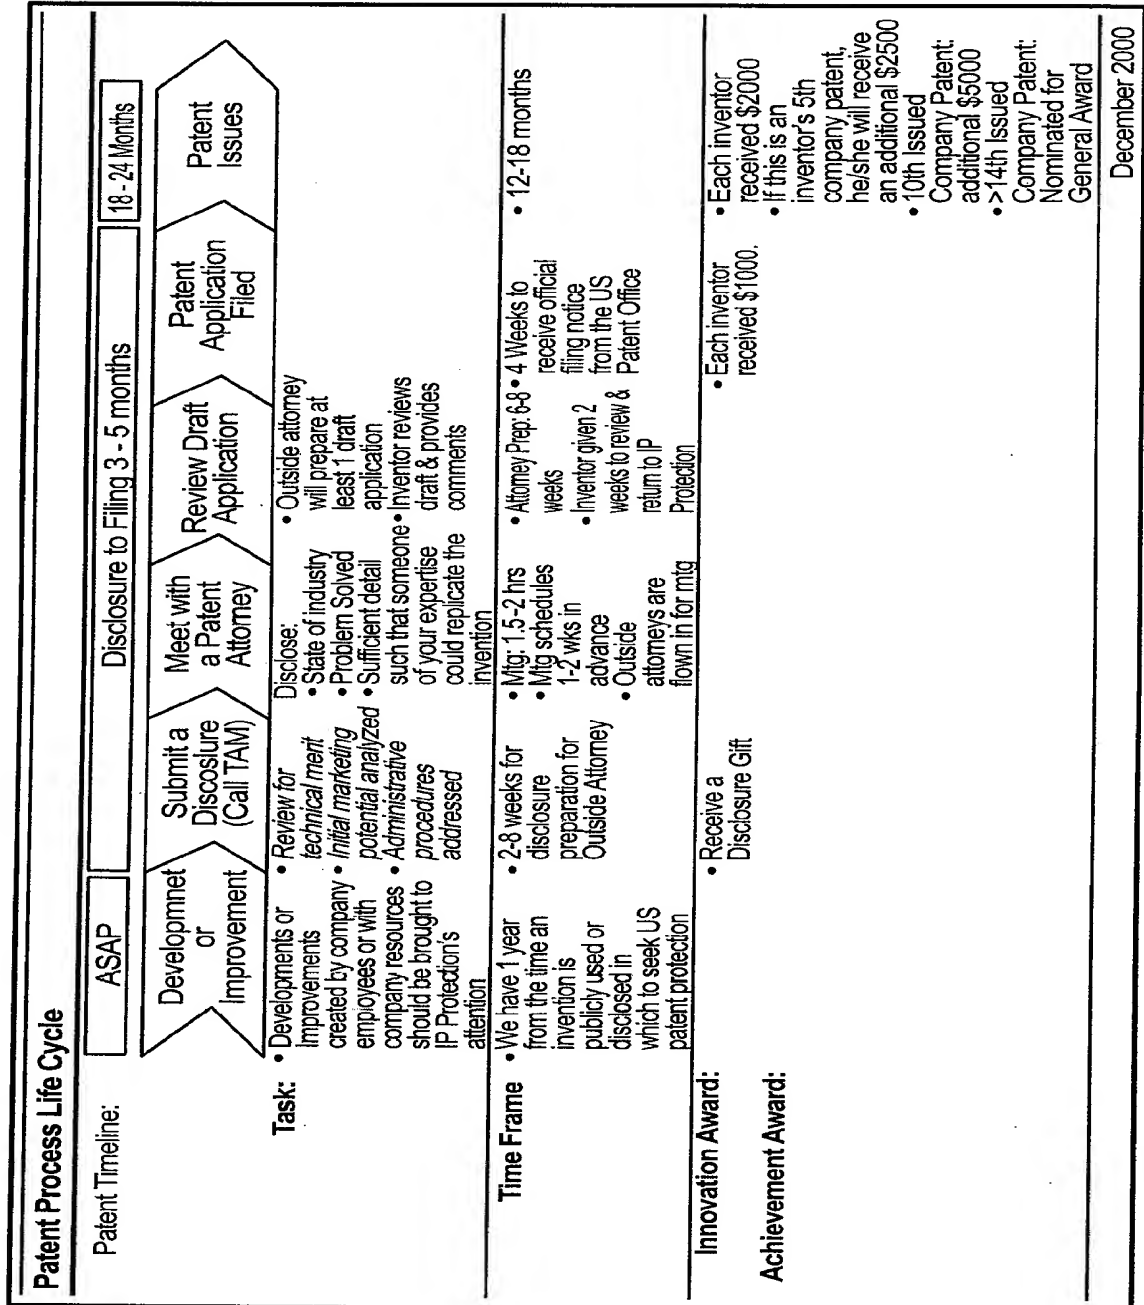 Patent Process Life Cycle
Patent Timeline:
ASAP
Disclosure to Filing 3 - 5 months
18 - 24 Months
Developmnet
or
Improvement
Submit a
Discoslure
(Call TAM)
Meet with
a Patent
Attorney
Review Draft
Application
Patent
Application
Filed
Patent
Issues
Task:
• Developments or
Improvements
created by company
employees or with
company resources
should be brought to
IP Protection's
attention
• Review for
technical merit
• Initial marketing
potential analyzed
• Administrative
procedures
addressed
Disclose:
• State of industry
• Problem Solved
• Sufficient detail
such that someone
of your expertise
could replicate the
invention
• Outside attorney
will prepare at
least 1 draft
application
• Inventor reviews
draft & provides
comments
Time Frame
• We have 1 year
from the time an
invention is
publicly used or
disclosed in
which to seek US
patent protection
• 2-8 weeks for
disclosure
preparation for
Outside Attorney
• Mtg: 1.5-2 hrs
• Mtg schedules
1-2 wks in
advance
• Outside
attorneys are
flown in for mtg
• Attorney Prep: 6-8
weeks
• Inventor given 2
weeks to review &
return to IP
Protection
• 4 Weeks to
receive official
filing notice
from the US
Patent Office
• 12-18 months
Innovation Award:
Achievement Award:
• Receive a
Disclosure Gift
• Each inventor
received $1000.
• Each inventor
received $2000
• If this is an
inventor's 5th
company patent,
he/she will receive
an additional $2500
• 10th Issued
Company Patent:
additional $5000
• >14th Issued
Company Patent:
Nominated for
General Award
December 2000